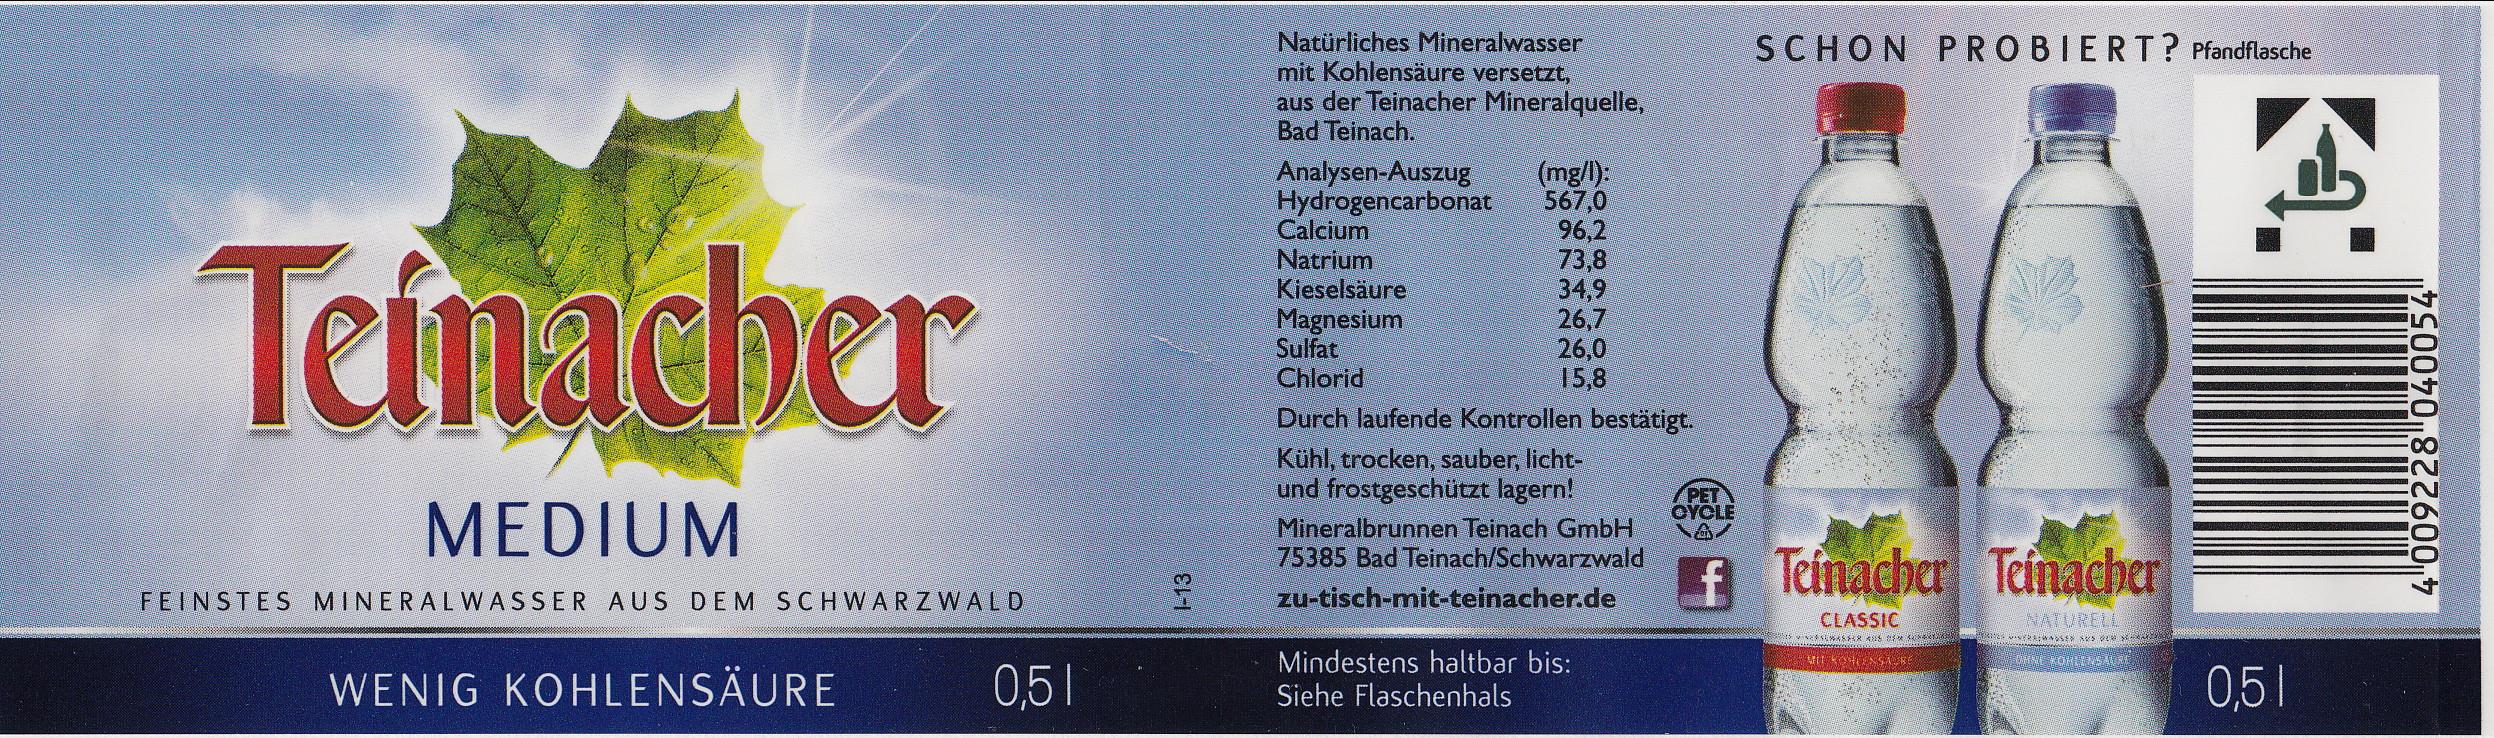 Teinacher
MEDIUM
FEINSTES MINERALWASSER AUS DEM SCHWARZWALD
WENIG KOHLENSÄURE
0,5 l
I-13
Natürliches Mineralwasser
mit Kohlensäure versetzt,
aus der Teinacher Mineralquelle,
Bad Teinach.
Analysen-Auszug (mg/l):
Hydrogencarbonat 567,0
Calcium 96,2
Natrium 73,8
Kieselsäure 34,9
Magnesium 26,7
Sulfat 26,0
Chlorid 15,8
Durch laufende Kontrollen bestätigt.
Kühl, trocken, sauber, licht-
und frostgeschützt lagern!
Mineralbrunnen Teinach GmbH
75385 Bad Teinach/Schwarzwald
zu-tisch-mit-teinacher.de
Mindestens haltbar bis:
Siehe Flaschenhals
PET
CYCLE
f
SCHON PROBIERT?
Teinacher
CLASSIC
MIT KOHLENSÄURE
Teinacher
NATURELL
OHNE KOHLENSÄURE
Pfandflasche
4 009228 040054
0,5 l